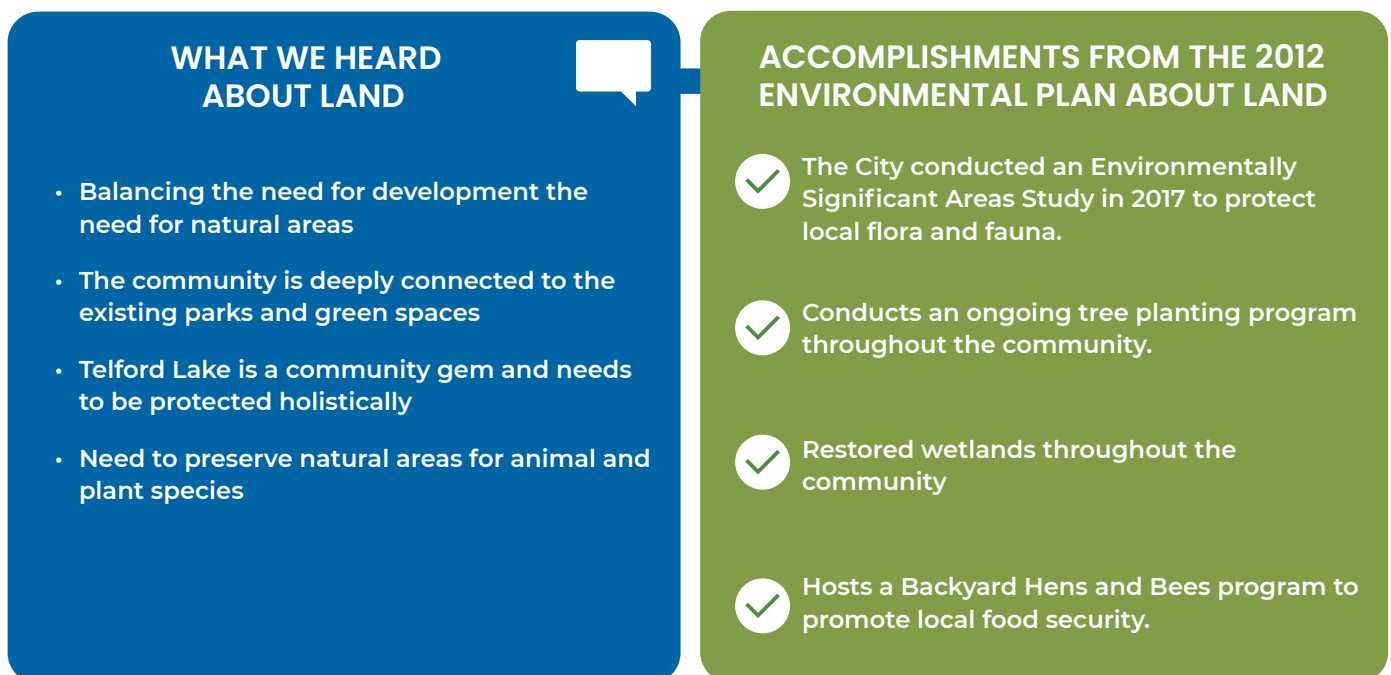 WHAT WE HEARD
ABOUT LAND
• Balancing the need for development the
need for natural areas
• The community is deeply connected to the
existing parks and green spaces
• Telford Lake is a community gem and needs
to be protected holistically
• Need to preserve natural areas for animal and
plant species
ACCOMPLISHMENTS FROM THE 2012
ENVIRONMENTAL PLAN ABOUT LAND
The City conducted an Environmentally
Significant Areas Study in 2017 to protect
local flora and fauna.
Conducts an ongoing tree planting program
throughout the community.
Restored wetlands throughout the
community
Hosts a Backyard Hens and Bees program to
promote local food security.